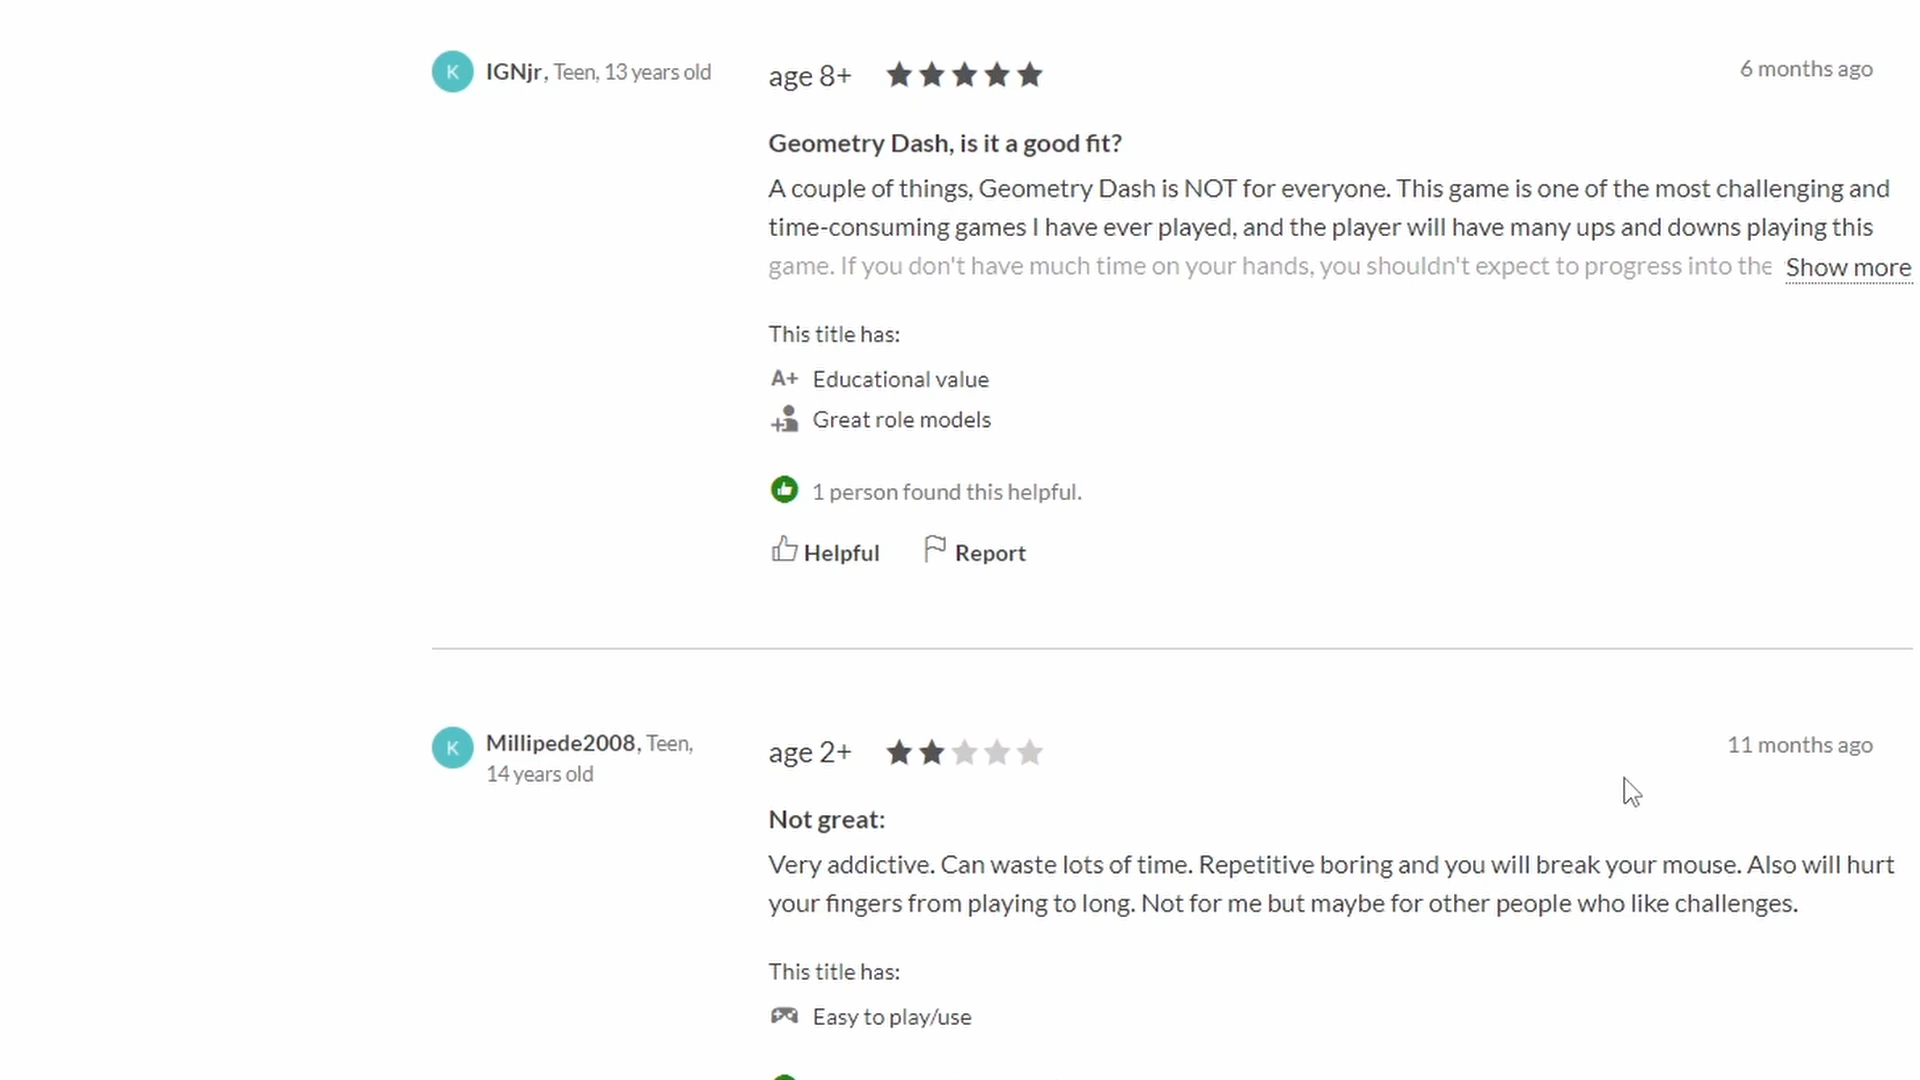 K IGNjr, Teen, 13 years old
age 8+
6 months ago
Geometry Dash, is it a good fit?
A couple of things, Geometry Dash is NOT for everyone. This game is one of the most challenging and
time-consuming games I have ever played, and the player will have many ups and downs playing this
game. If you don't have much time on your hands, you shouldn't expect to progress into the Show more
This title has:
A+ Educational value
Great role models
1 person found this helpful.
Helpful Report
K Millipede2008, Teen,
14 years old
age 2+
11 months ago
Not great:
Very addictive. Can waste lots of time. Repetitive boring and you will break your mouse. Also will hurt
your fingers from playing to long. Not for me but maybe for other people who like challenges.
This title has:
Easy to play/use